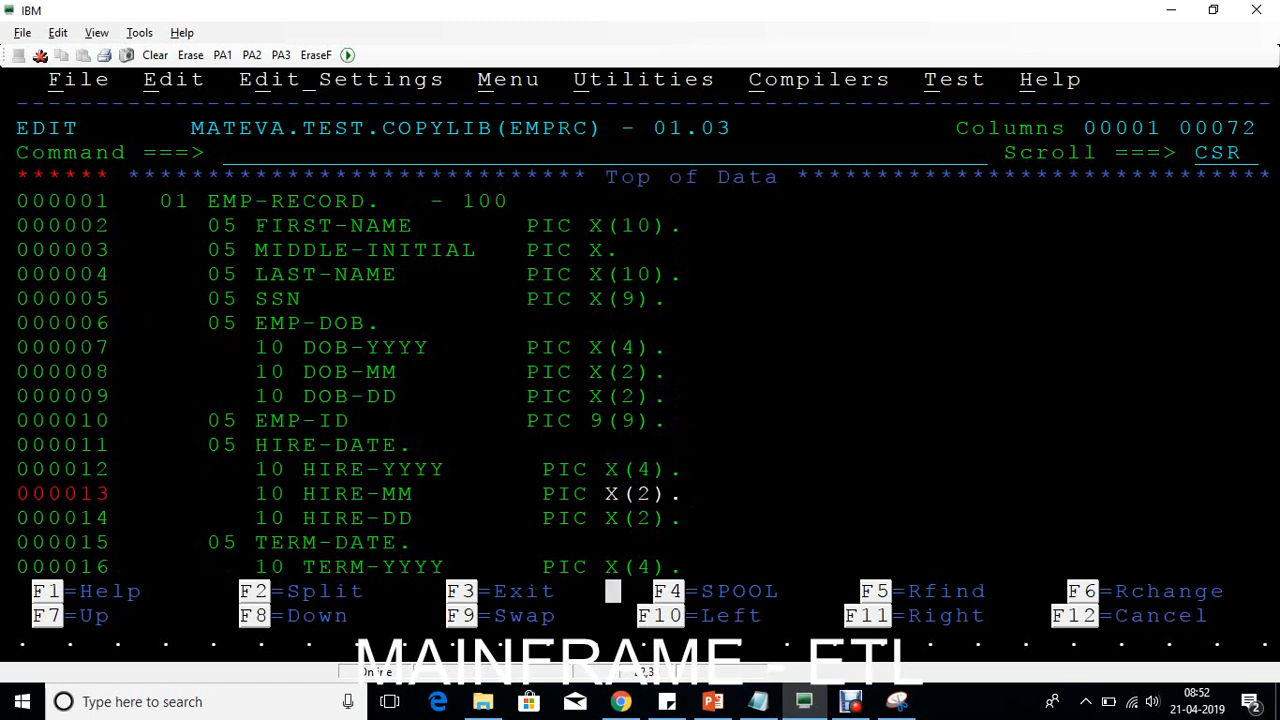 IBM
File Edit View Tools Help
Clear Erase PA1 PA2 PA3 EraseF
File Edit Edit_Settings Menu Utilities Compilers Test Help
EDIT MATEVA.TEST.COPYLIB(EMPRC) - 01.03 Columns 00001 00072
Command ===> Scroll ===> CSR
****** ***************************** Top of Data ******************************
000001 01 EMP-RECORD. - 100
000002 05 FIRST-NAME PIC X(10).
000003 05 MIDDLE-INITIAL PIC X.
000004 05 LAST-NAME PIC X(10).
000005 05 SSN PIC X(9).
000006 05 EMP-DOB.
000007 10 DOB-YYYY PIC X(4).
000008 10 DOB-MM PIC X(2).
000009 10 DOB-DD PIC X(2).
000010 05 EMP-ID PIC 9(9).
000011 05 HIRE-DATE.
000012 10 HIRE-YYYY PIC X(4).
000013 10 HIRE-MM PIC X(2).
000014 10 HIRE-DD PIC X(2).
000015 05 TERM-DATE.
000016 10 TERM-YYYY PIC X(4).
F1=Help F2=Split F3=Exit F4=SPOOL F5=Rfind F6=Rchange
F7=Up F8=Down F9=Swap F10=Left F11=Right F12=Cancel
MAINFRAME - ETL
Online
Type here to search
08:52
21-04-2019
2